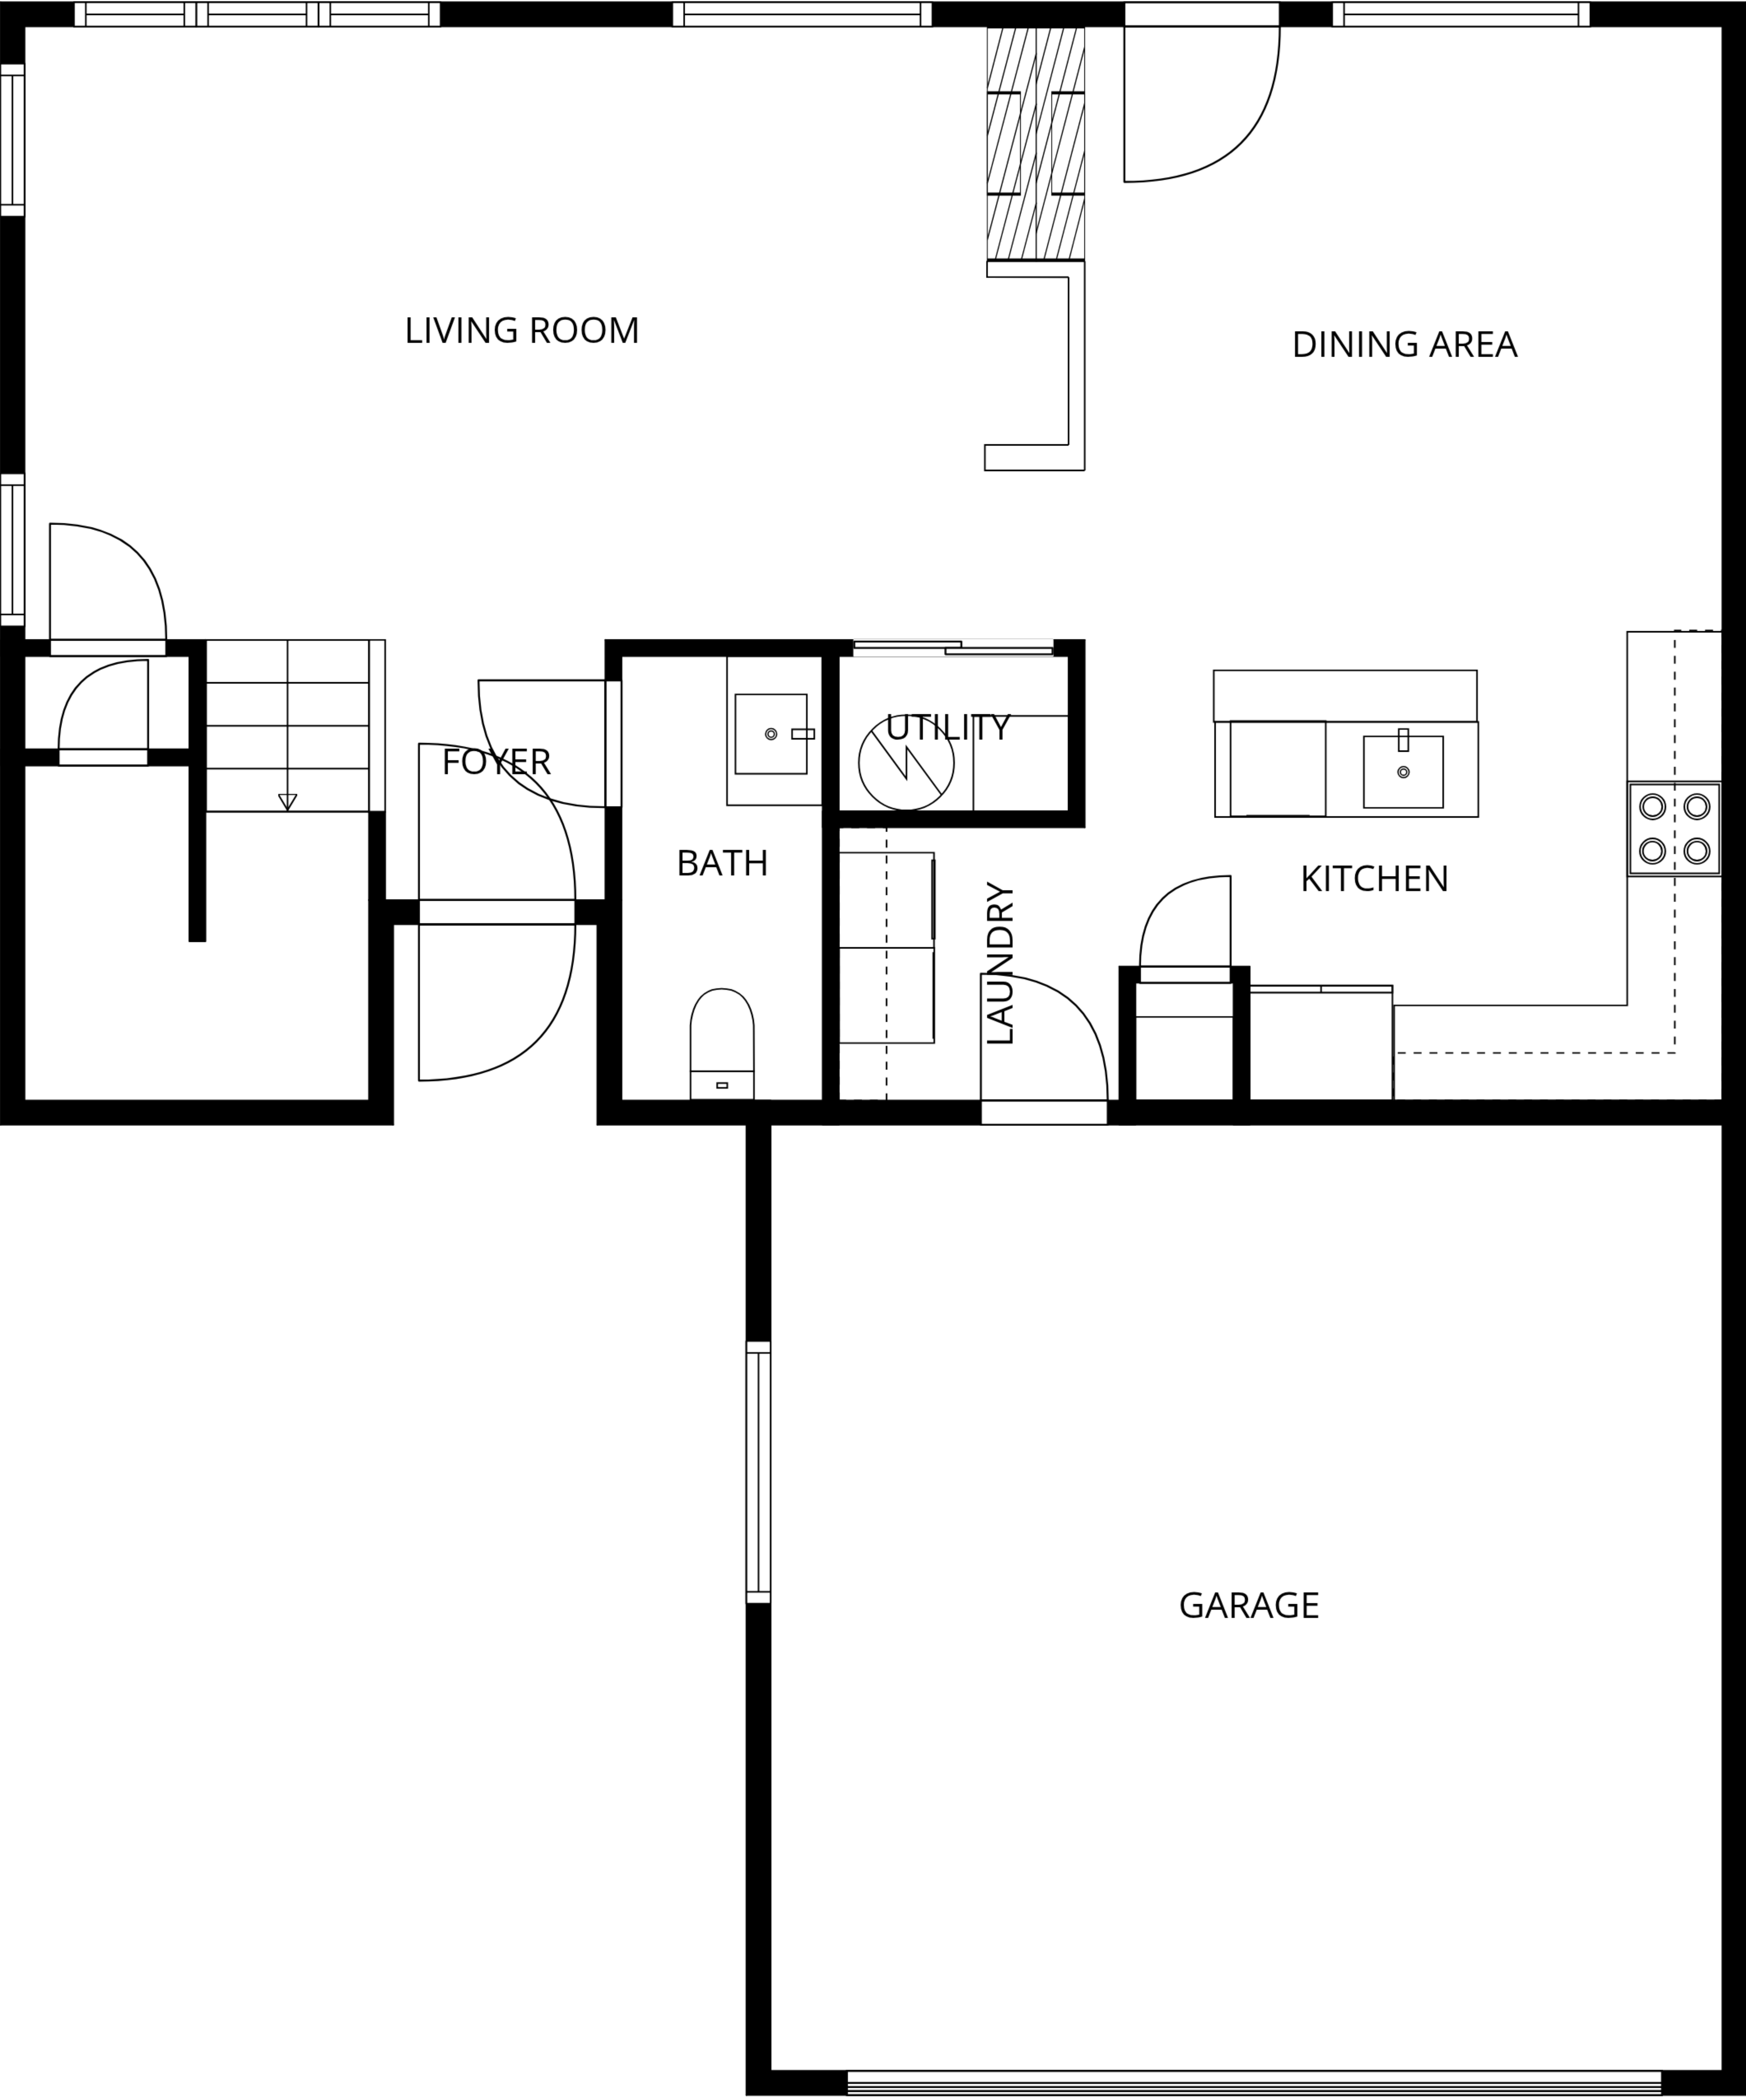 LIVING ROOM
DINING AREA
UTILITY
FOYER
BATH
KITCHEN
LAUNDRY
GARAGE